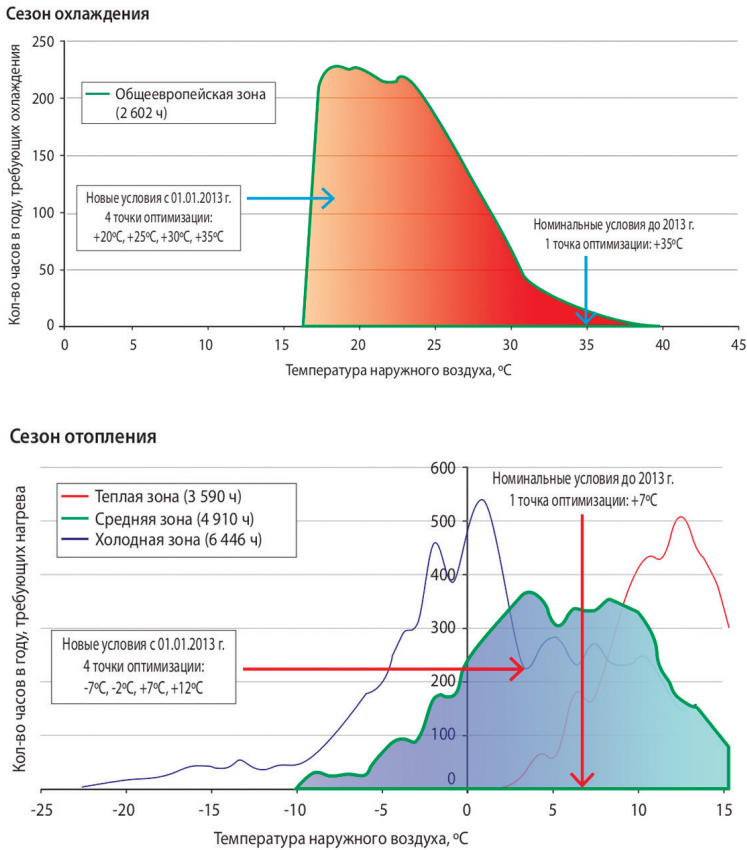 Сезон охлаждения
Кол-во часов в году, требующих охлаждения
250
200
150
100
50
0
Общеевропейская зона
(2 602 ч)
Новые условия с 01.01.2013 г.
4 точки оптимизации:
+20ºC, +25ºC, +30ºC, +35ºC
Номинальные условия до 2013 г.
1 точка оптимизации: +35ºC
0 5 10 15 20 25 30 35 40 45
Температура наружного воздуха, ºC
Сезон отопления
Кол-во часов в году, требующих нагрева
Теплая зона (3 590 ч)
Средняя зона (4 910 ч)
Холодная зона (6 446 ч)
600
500
400
300
200
100
0
Номинальные условия до 2013 г.
1 точка оптимизации: +7ºC
Новые условия с 01.01.2013 г.
4 точки оптимизации:
-7ºC, -2ºC, +7ºC, +12ºC
-25 -20 -15 -10 -5 0 5 10 15
Температура наружного воздуха, ºC